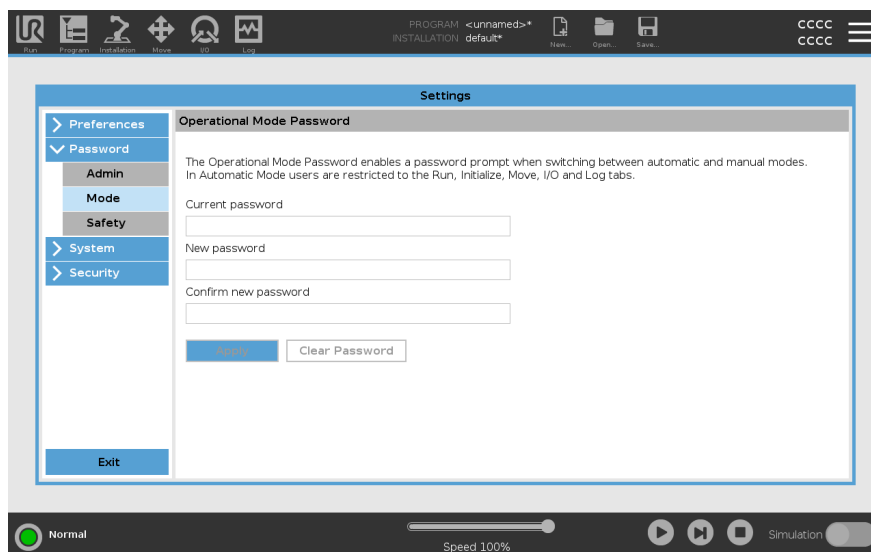 PROGRAM <unnamed>*
INSTALLATION default*
CCCC
CCCC
Run Program Installation Move I/O Log New... Open... Save...
Settings
Preferences
Password
Admin
Mode
Safety
System
Security
Exit
Operational Mode Password
The Operational Mode Password enables a password prompt when switching between automatic and manual modes.
In Automatic Mode users are restricted to the Run, Initialize, Move, I/O and Log tabs.
Current password
New password
Confirm new password
Apply Clear Password
Normal
Speed 100%
Simulation